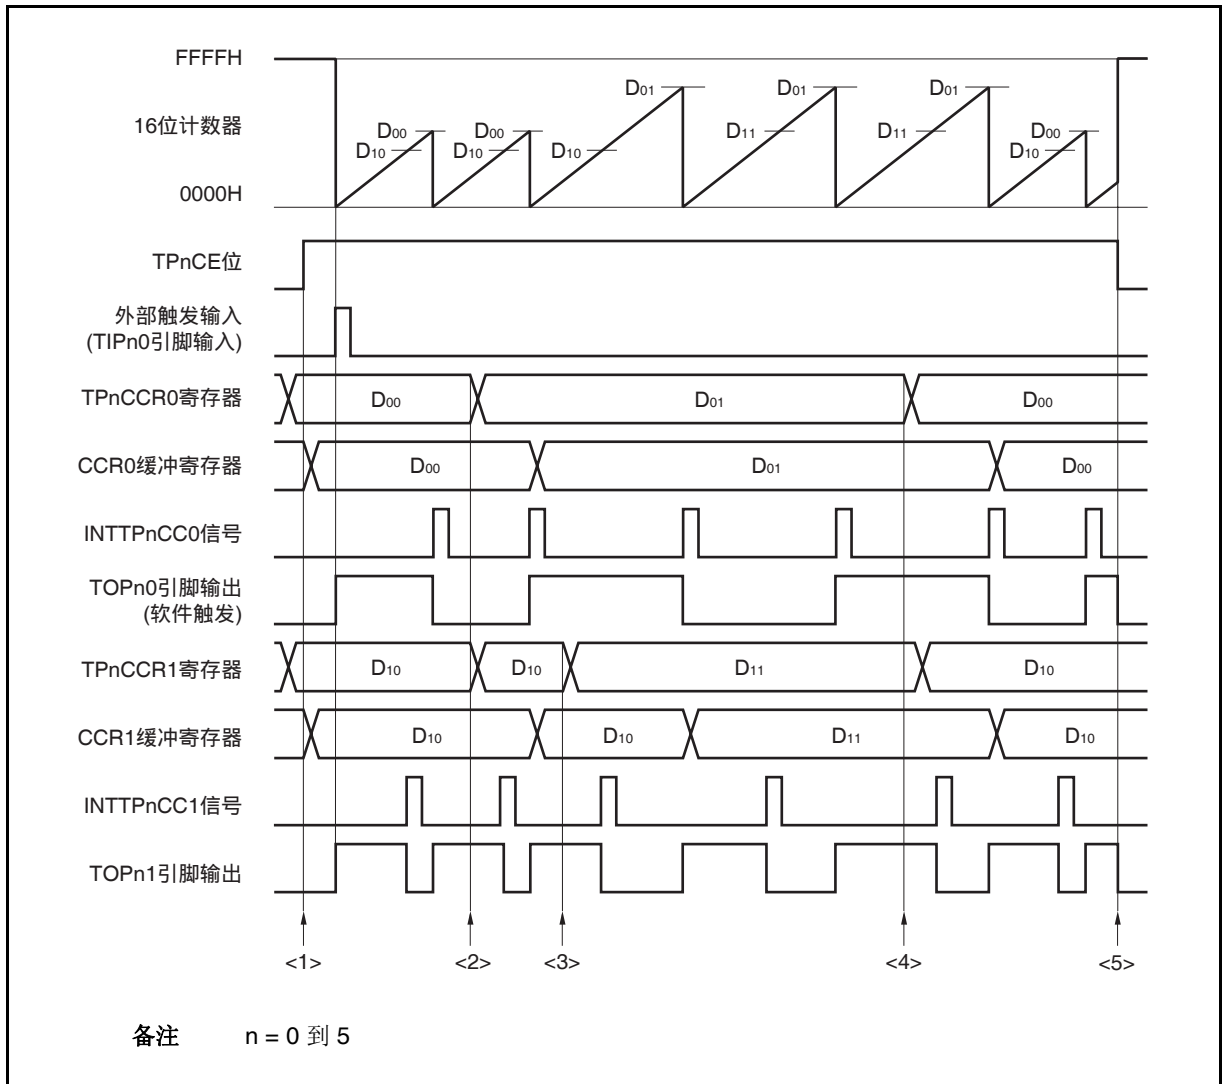 FFFFH
16位计数器
0000H
D01 D01 D01
D00 D00 D11 D11 D00
D10 D10 D10 D10
TPnCE位
外部触发输入
(TIPn0引脚输入)
TPnCCR0寄存器 D00 D01 D00
CCR0缓冲寄存器 D00 D01 D00
INTTPnCC0信号
TOPn0引脚输出
(软件触发)
TPnCCR1寄存器 D10 D10 D11 D10
CCR1缓冲寄存器 D10 D10 D11 D10
INTTPnCC1信号
TOPn1引脚输出
<1> <2> <3> <4> <5>
备注 n = 0 到 5